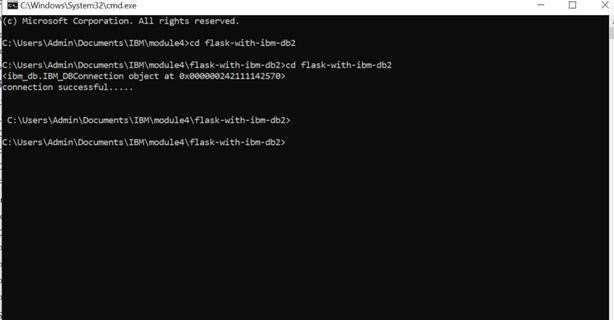 C:\Windows\System32\cmd.exe
(c) Microsoft Corporation. All rights reserved.
C:\Users\Admin\Documents\IBM\module4>cd flask-with-ibm-db2
C:\Users\Admin\Documents\IBM\module4\flask-with-ibm-db2>cd flask-with-ibm-db2
<ibm_db.IBM_DBConnection object at 0x000000242111142570>
connection successful.....
C:\Users\Admin\Documents\IBM\module4\flask-with-ibm-db2>
C:\Users\Admin\Documents\IBM\module4\flask-with-ibm-db2>